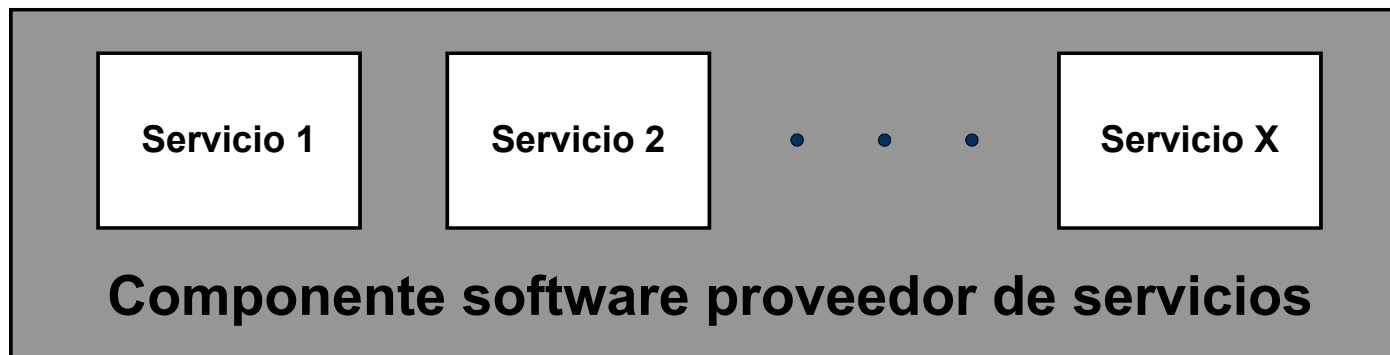 Servicio 1
Servicio 2
Servicio X
Componente software proveedor de servicios